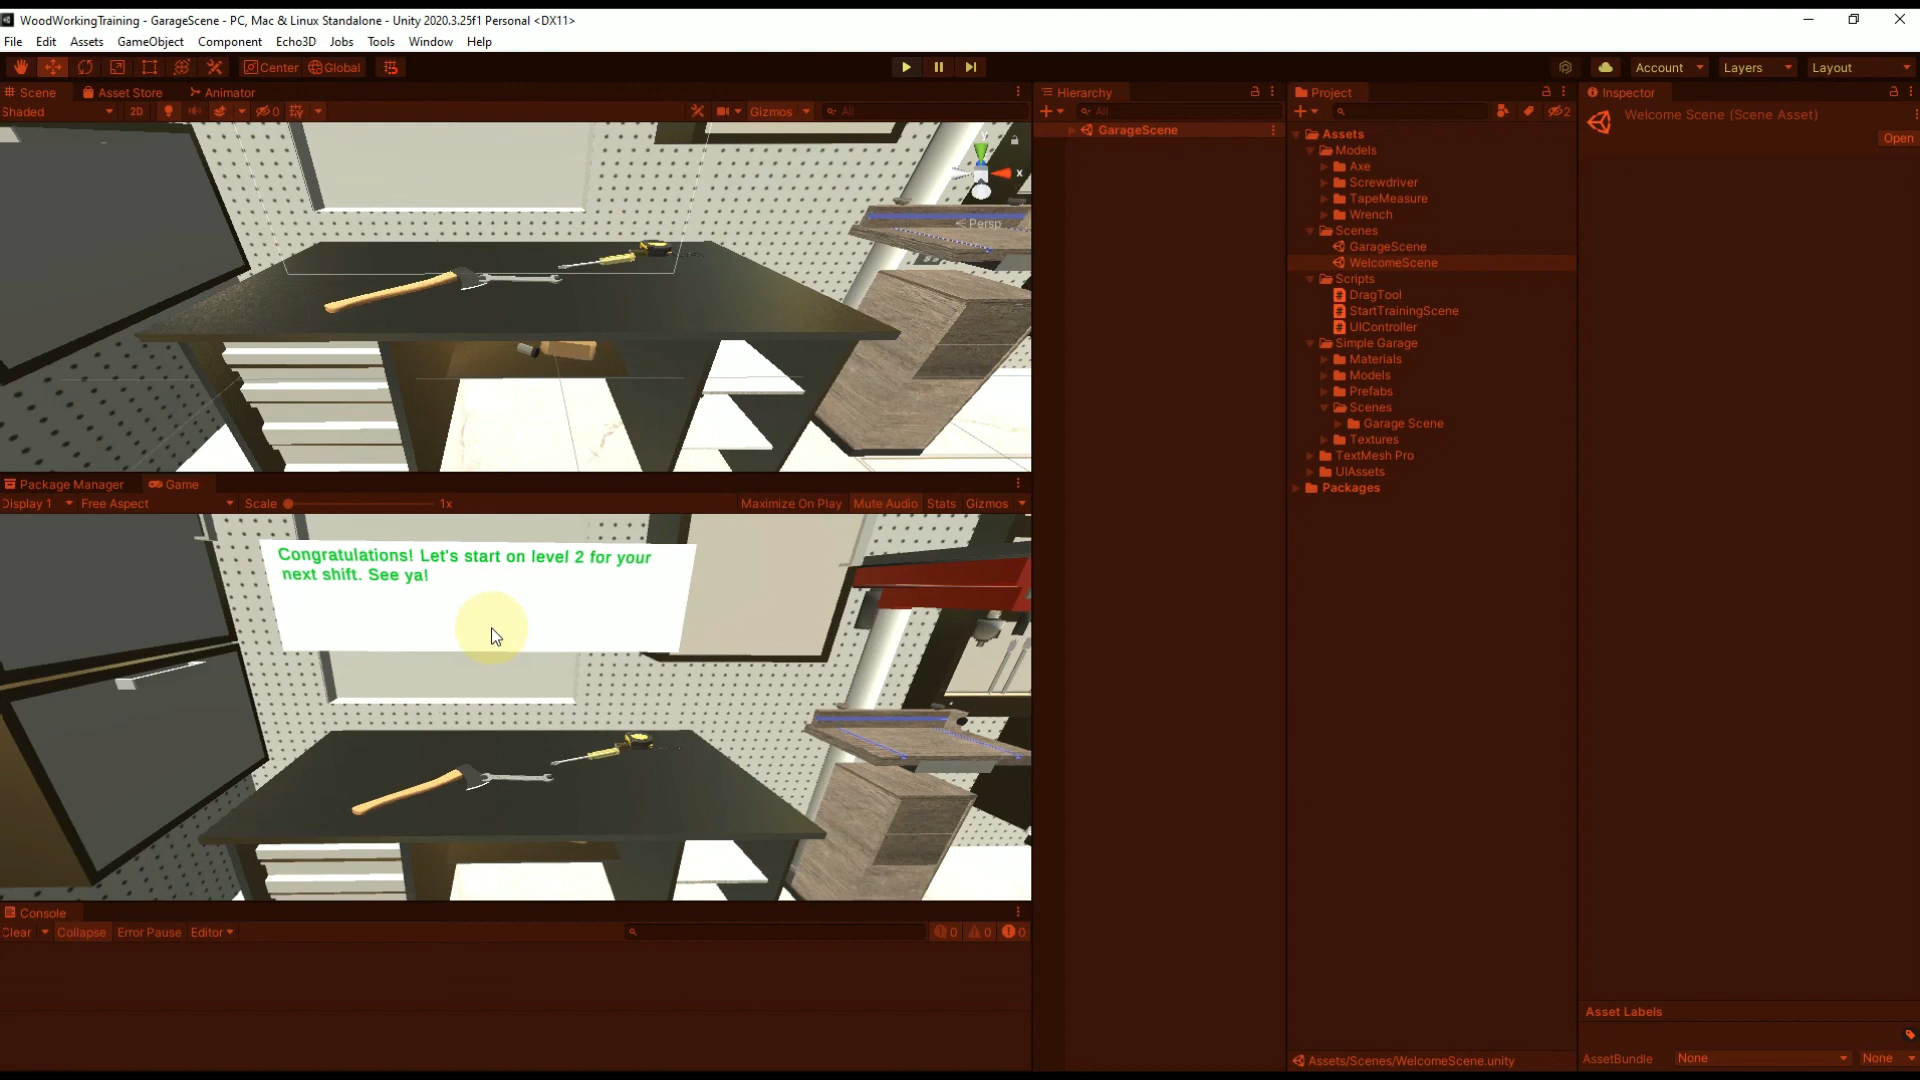 WoodWorkingTraining - GarageScene - PC, Mac & Linux Standalone - Unity 2020.3.25f1 Personal <DX11>
File Edit Assets GameObject Component Echo3D Jobs Tools Window Help
Center Global Account Layers Layout
Scene Asset Store Animator
Shaded 2D 0 Gizmos All
y
x
< Persp
Package Manager Game
Display 1 Free Aspect Scale 1x Maximize On Play Mute Audio Stats Gizmos
Congratulations! Let's start on level 2 for your
next shift. See ya!
Console
Clear Collapse Error Pause Editor 0 0 0
Hierarchy
All
GarageScene
Project
2
Assets
Models
Axe
Screwdriver
TapeMeasure
Wrench
Scenes
GarageScene
WelcomeScene
Scripts
DragTool
StartTrainingScene
UIController
Simple Garage
Materials
Models
Prefabs
Scenes
Garage Scene
Textures
TextMesh Pro
UIAssets
Packages
Assets/Scenes/WelcomeScene.unity
Inspector
Welcome Scene (Scene Asset)
Open
Asset Labels
AssetBundle None None